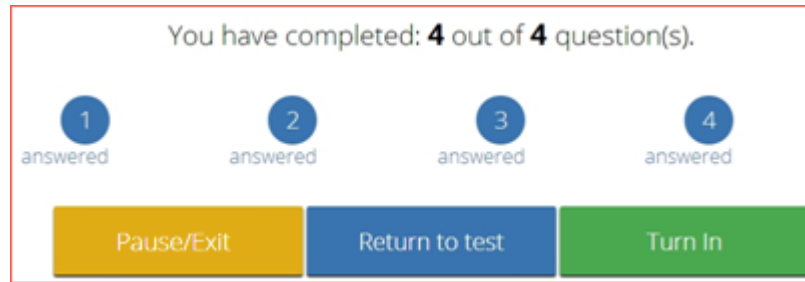 You have completed: 4 out of 4 question(s).
1 2 3 4
answered answered answered answered
Pause/Exit Return to test Turn In